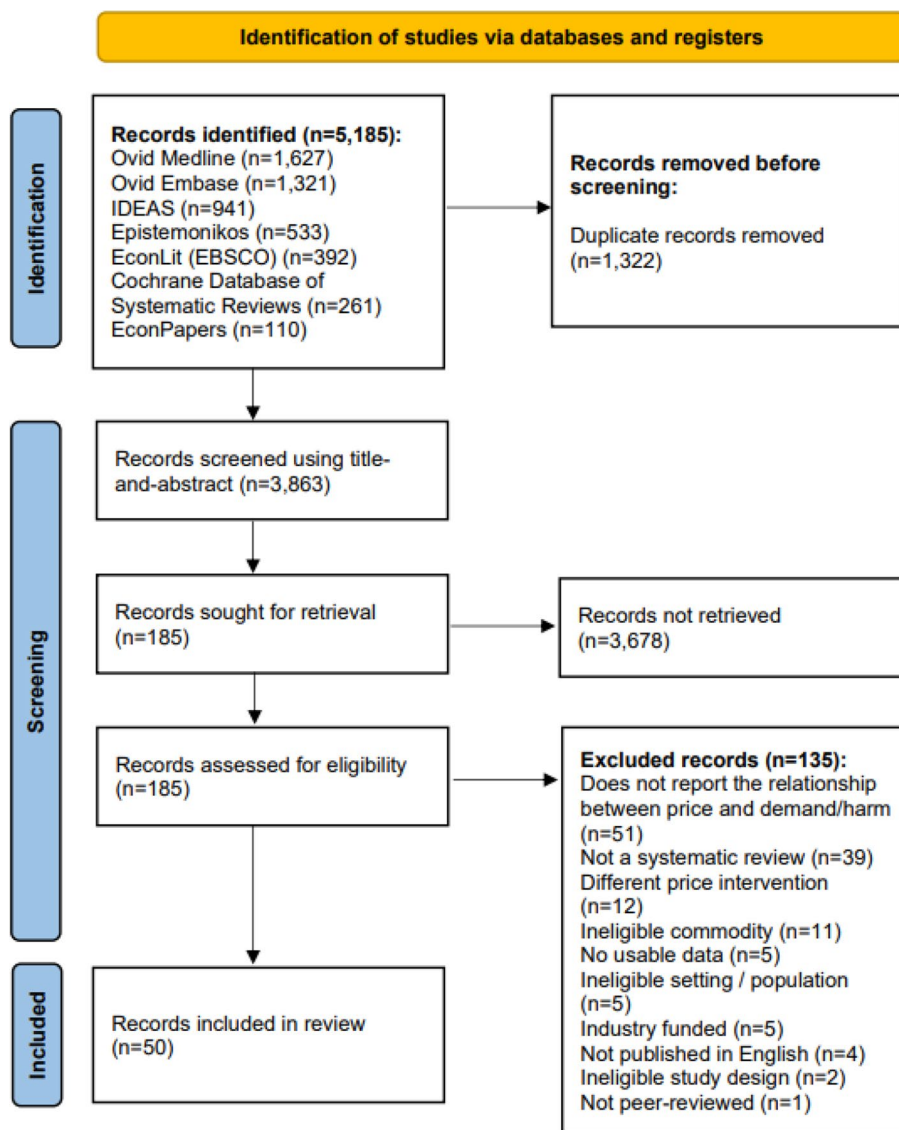 Identification of studies via databases and registers
Identification
Records identified (n=5,185):
Ovid Medline (n=1,627)
Ovid Embase (n=1,321)
IDEAS (n=941)
Epistemonikos (n=533)
EconLit (EBSCO) (n=392)
Cochrane Database of
Systematic Reviews (n=261)
EconPapers (n=110)
Records removed before
screening:
Duplicate records removed
(n=1,322)
Screening
Records screened using title-
and-abstract (n=3,863)
Records sought for retrieval
(n=185)
Records not retrieved
(n=3,678)
Records assessed for eligibility
(n=185)
Excluded records (n=135):
Does not report the relationship
between price and demand/harm
(n=51)
Not a systematic review (n=39)
Different price intervention
(n=12)
Ineligible commodity (n=11)
No usable data (n=5)
Ineligible setting / population
(n=5)
Industry funded (n=5)
Not published in English (n=4)
Ineligible study design (n=2)
Not peer-reviewed (n=1)
Included
Records included in review
(n=50)